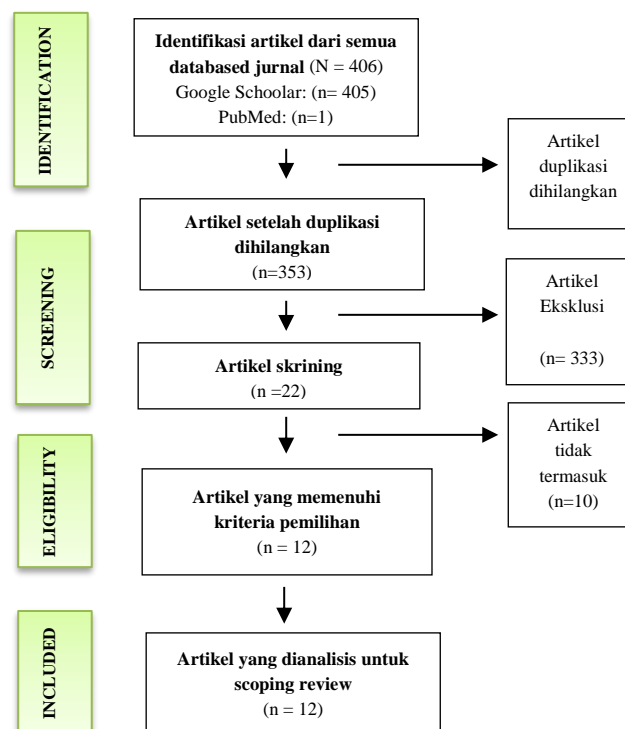 IDENTIFICATION
Identifikasi artikel dari semua
databased jurnal (N = 406)
Google Schoolar: (n= 405)
PubMed: (n=1)
Artikel
duplikasi
dihilangkan
SCREENING
Artikel setelah duplikasi
dihilangkan
(n=353)
Artikel
Eksklusi
(n= 333)
Artikel skrining
(n =22)
ELIGIBILITY
Artikel
tidak
termasuk
(n=10)
Artikel yang memenuhi
kriteria pemilihan
(n = 12)
INCLUDED
Artikel yang dianalisis untuk
scoping review
(n = 12)